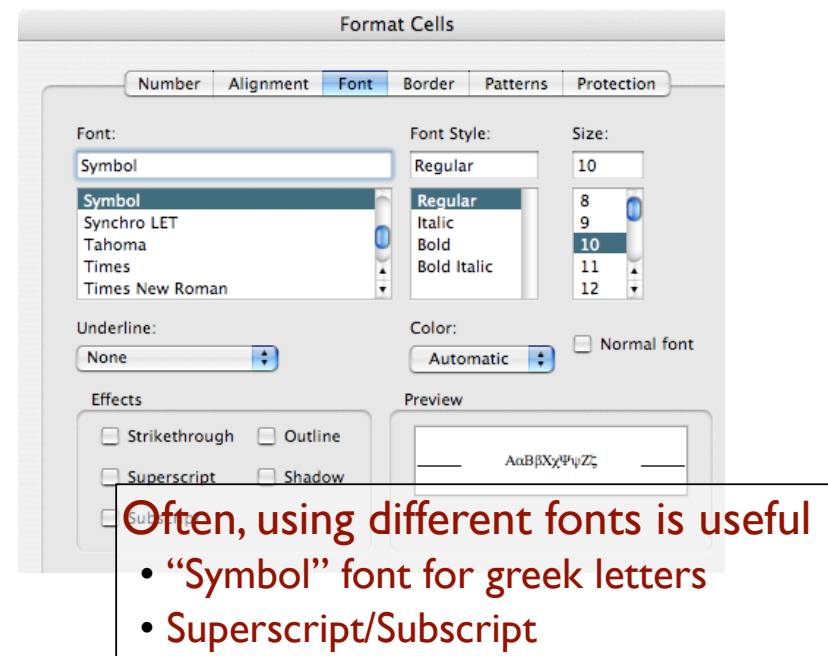 Format Cells
Number Alignment Font Border Patterns Protection
Font: Font Style: Size:
Symbol Regular 10
Symbol Regular 8
Synchro LET Italic 9
Tahoma Bold 10
Times Bold Italic 11
Times New Roman 12
Underline: Color:
None Automatic Normal font
Effects Preview
Strikethrough Outline
ΑαΒβΧχΨψΖζ
Superscript Shadow
Often, using different fonts is useful
• “Symbol” font for greek letters
• Superscript/Subscript